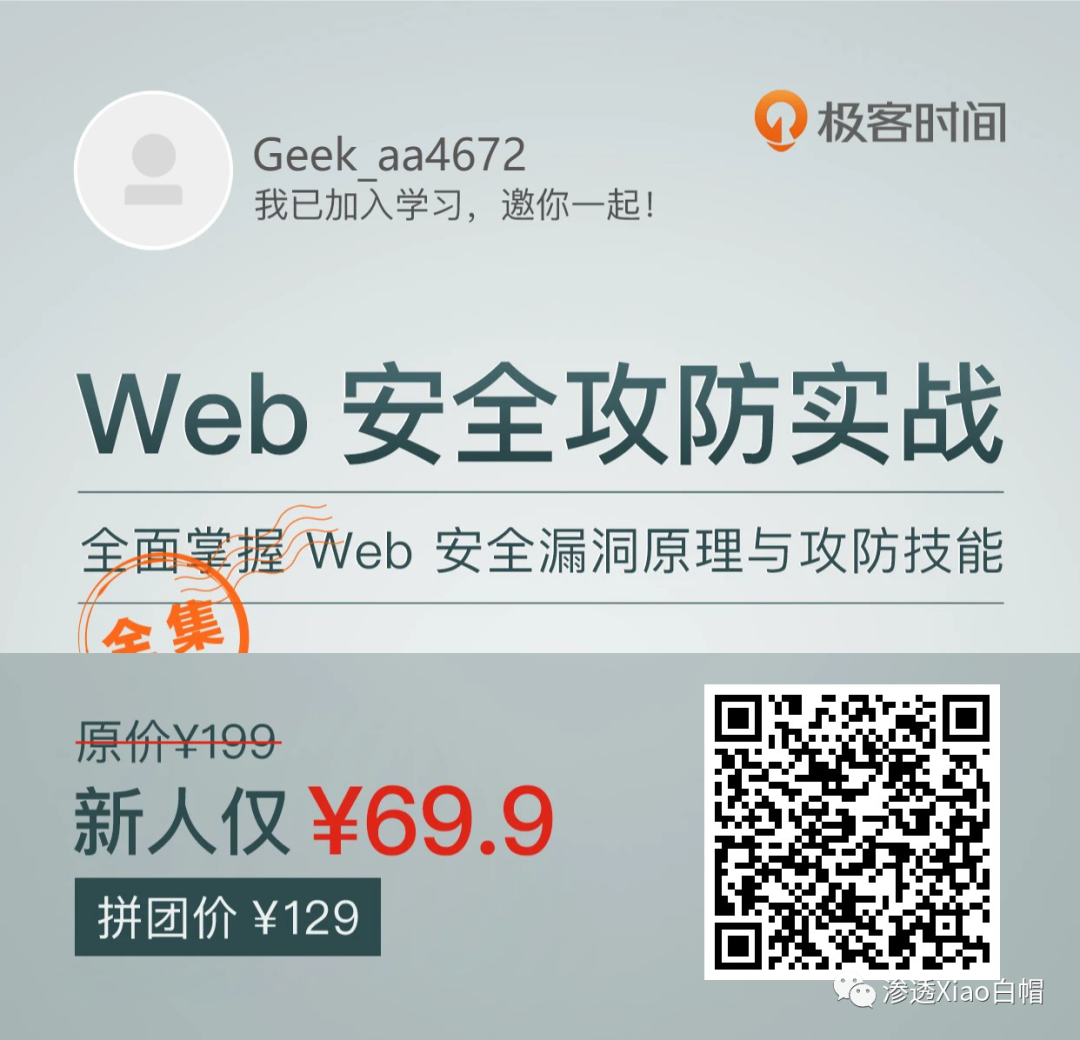 极客时间
Geek_aa4672
我已加入学习，邀你一起！
Web 安全攻防实战
全面掌握 Web 安全漏洞原理与攻防技能
全集
原价¥199
新人仅 ¥69.9
拼团价 ¥129
渗透Xiao白帽